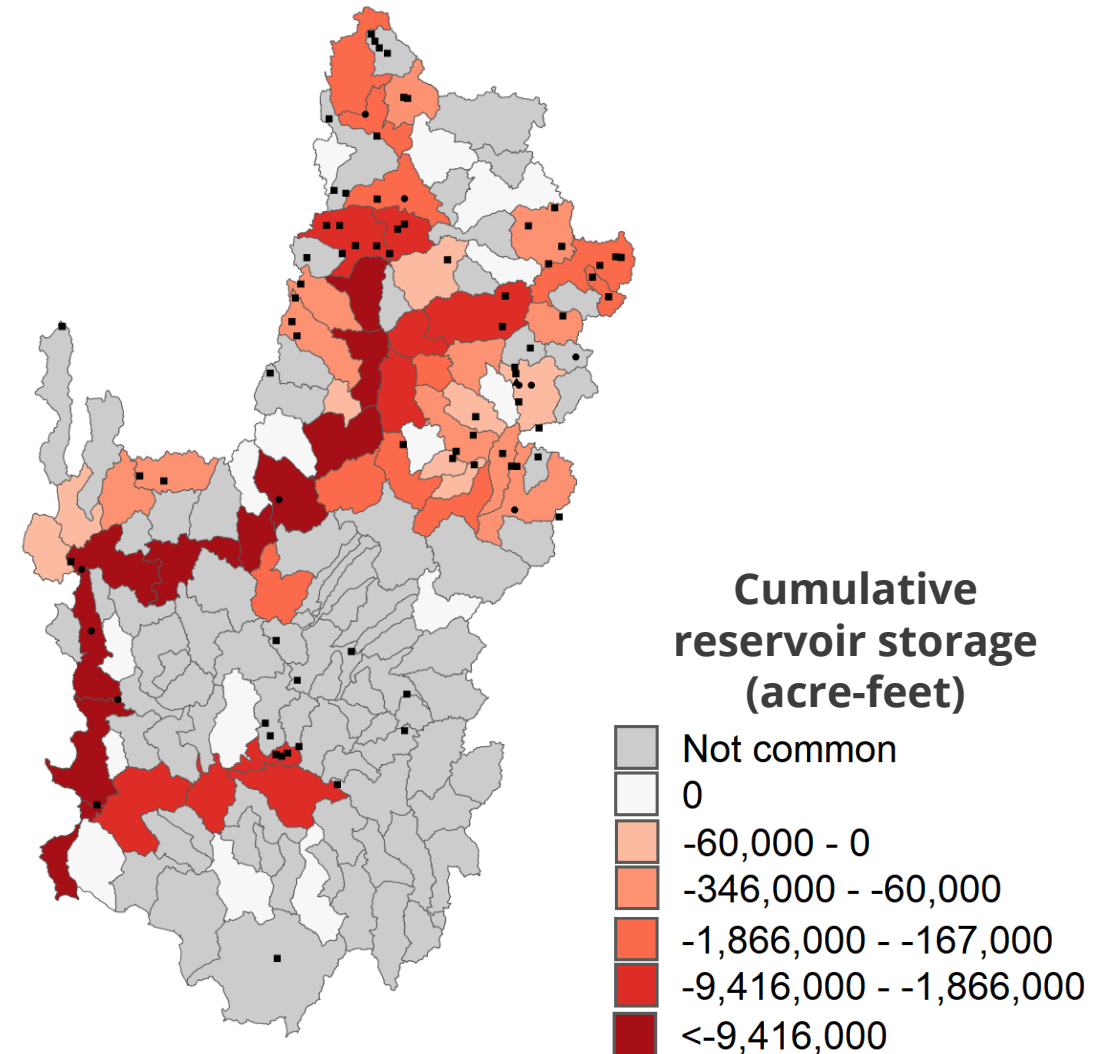 Cumulative
reservoir storage
(acre-feet)
Not common
0
-60,000 - 0
-346,000 - -60,000
-1,866,000 - -167,000
-9,416,000 - -1,866,000
<-9,416,000